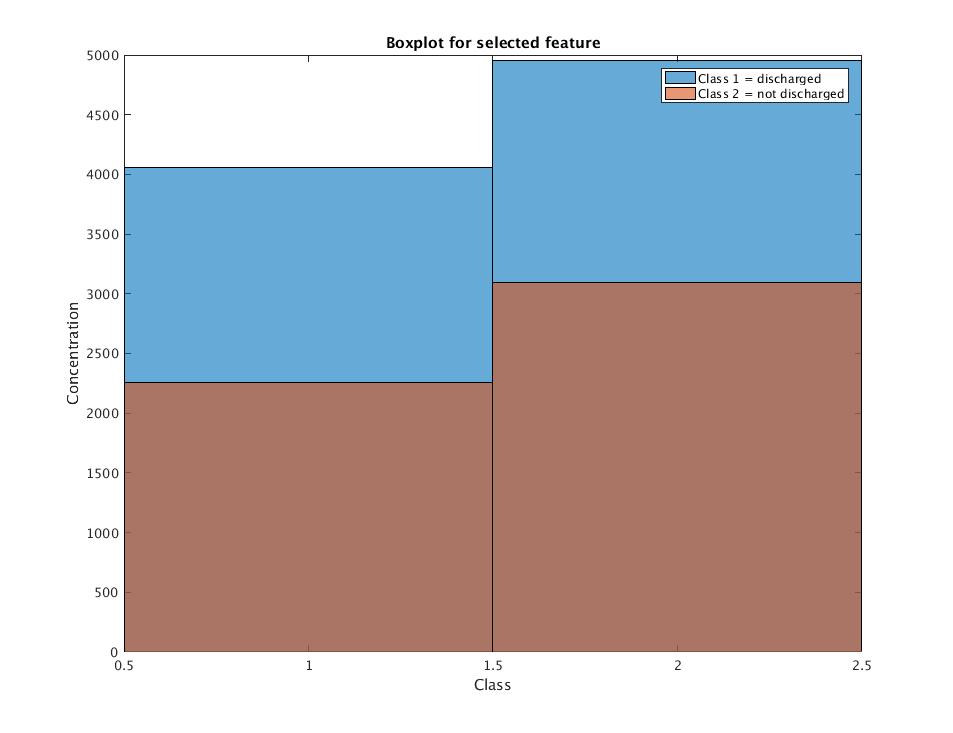 Boxplot for selected feature
5000
4500
4000
3500
3000
2500
2000
1500
1000
500
0
Concentration
Class 1 = discharged
Class 2 = not discharged
0.5 1 1.5 2 2.5
Class